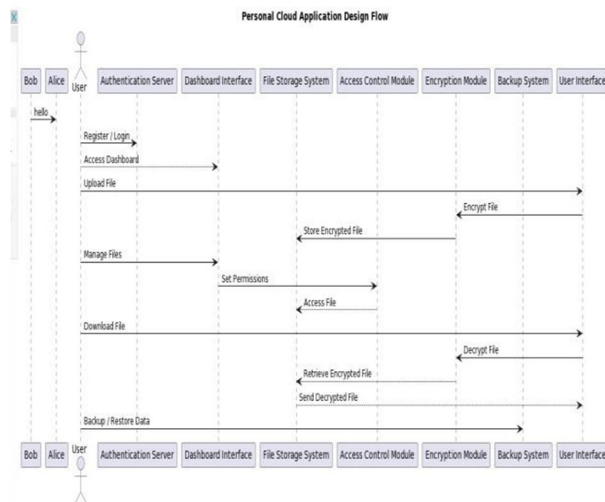 Personal Cloud Application Design Flow
Bob Alice User Authentication Server Dashboard Interface File Storage System Access Control Module Encryption Module Backup System User Interface
hello
Register / Login
Access Dashboard
Upload File
Encrypt File
Store Encrypted File
Manage Files
Set Permissions
Access File
Download File
Decrypt File
Retrieve Encrypted File
Send Decrypted File
Backup / Restore Data
Bob Alice User Authentication Server Dashboard Interface File Storage System Access Control Module Encryption Module Backup System User Interface